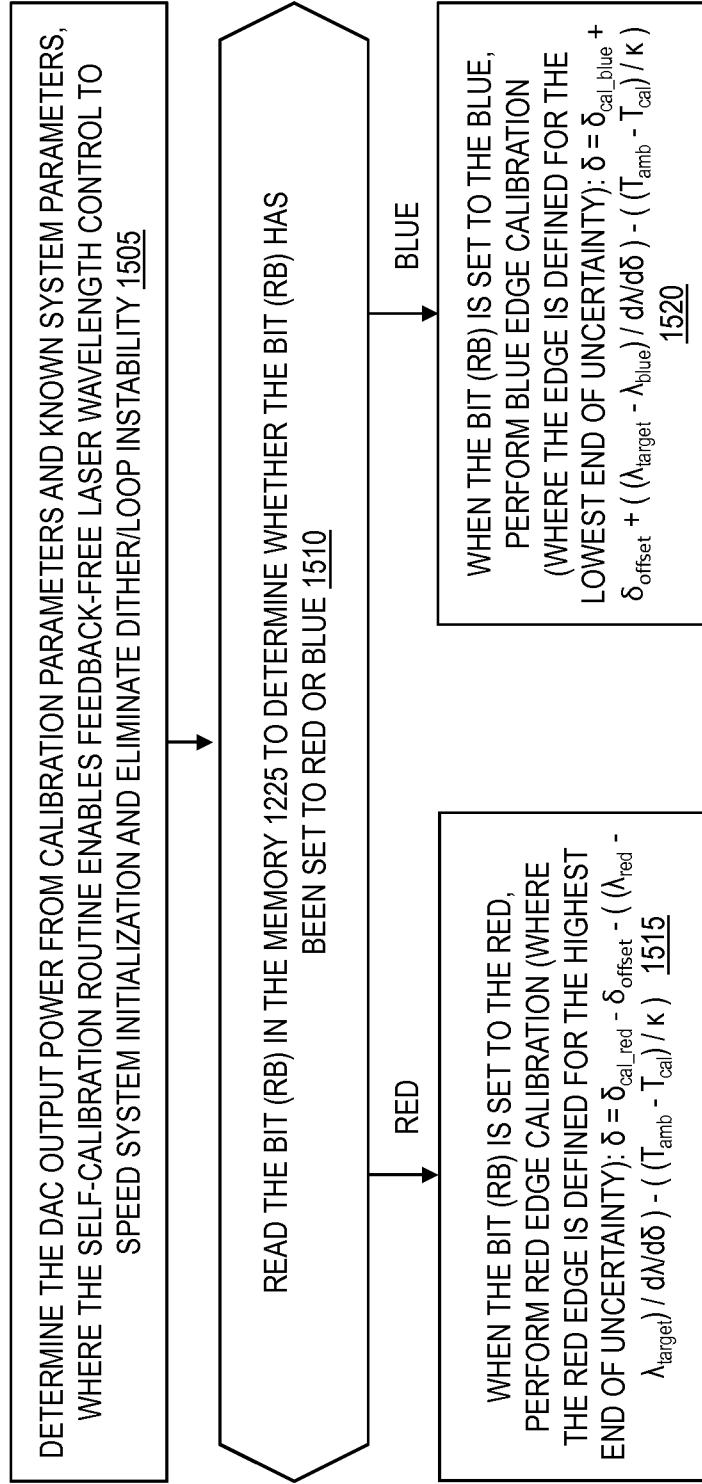 DETERMINE THE DAC OUTPUT POWER FROM CALIBRATION PARAMETERS AND KNOWN SYSTEM PARAMETERS,
WHERE THE SELF-CALIBRATION ROUTINE ENABLES FEEDBACK-FREE LASER WAVELENGTH CONTROL TO
SPEED SYSTEM INITIALIZATION AND ELIMINATE DITHER/LOOP INSTABILITY 1505
READ THE BIT (RB) IN THE MEMORY 1225 TO DETERMINE WHETHER THE BIT (RB) HAS
BEEN SET TO RED OR BLUE 1510
RED
BLUE
WHEN THE BIT (RB) IS SET TO THE RED,
PERFORM RED EDGE CALIBRATION (WHERE
THE RED EDGE IS DEFINED FOR THE HIGHEST
END OF UNCERTAINTY): δ = δcal_red - δoffset - ((λred -
λtarget) / dλ/dδ) - ((Tamb - Tcal) / κ) 1515
WHEN THE BIT (RB) IS SET TO THE BLUE,
PERFORM BLUE EDGE CALIBRATION
(WHERE THE EDGE IS DEFINED FOR THE
LOWEST END OF UNCERTAINTY): δ = δcal_blue +
δoffset + ((λtarget - λblue) / dλ/dδ) - ((Tamb - Tcal) / κ)
1520